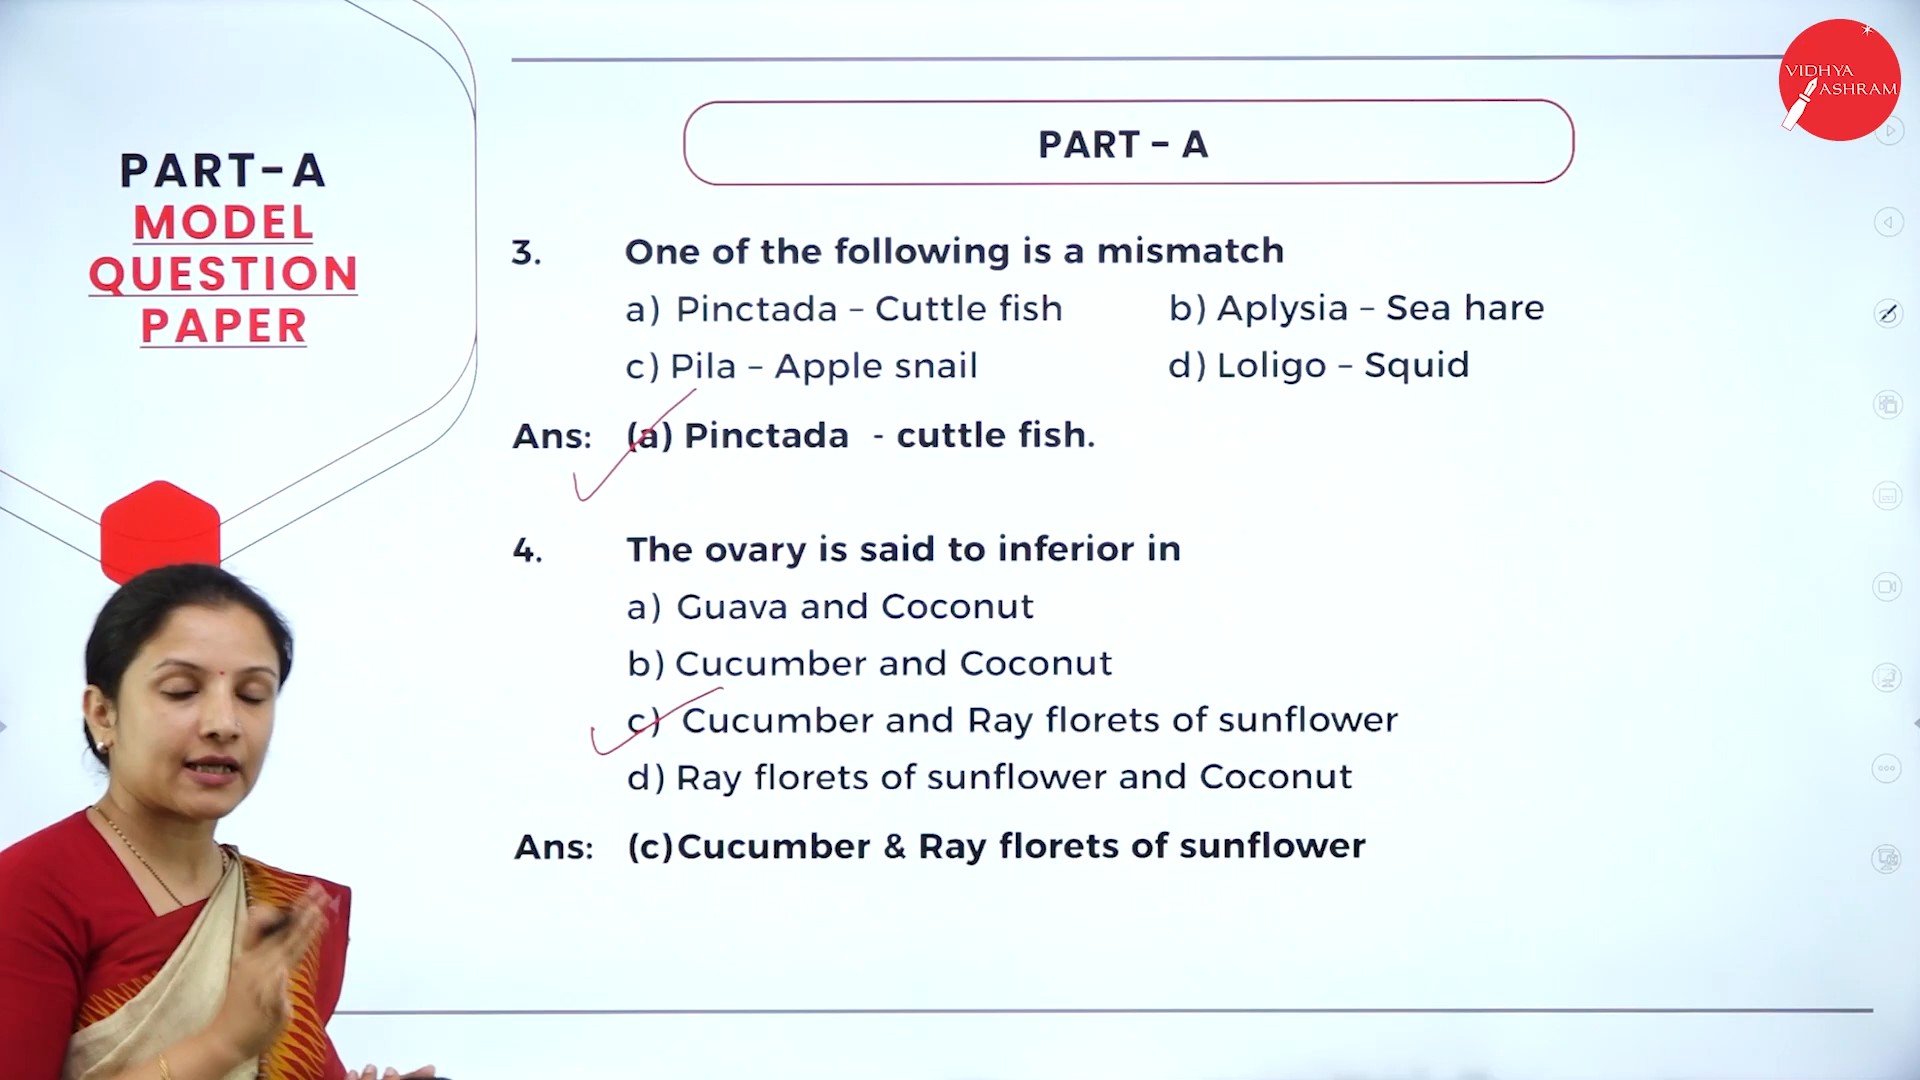 VIDHYA
ASHRAM
PART-A
MODEL
QUESTION
PAPER
PART - A
3. One of the following is a mismatch
a) Pinctada - Cuttle fish b) Aplysia - Sea hare
c) Pila - Apple snail d) Loligo - Squid
Ans: (a) Pinctada - cuttle fish.
4. The ovary is said to inferior in
a) Guava and Coconut
b) Cucumber and Coconut
c) Cucumber and Ray florets of sunflower
d) Ray florets of sunflower and Coconut
Ans: (c) Cucumber & Ray florets of sunflower